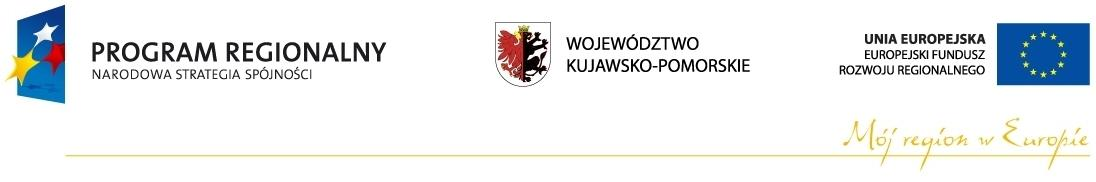 PROGRAM REGIONALNY
NARODOWA STRATEGIA SPÓJNOŚCI
WOJEWÓDZTWO
KUJAWSKO-POMORSKIE
UNIA EUROPEJSKA
EUROPEJSKI FUNDUSZ
ROZWOJU REGIONALNEGO
Mój region w Europie